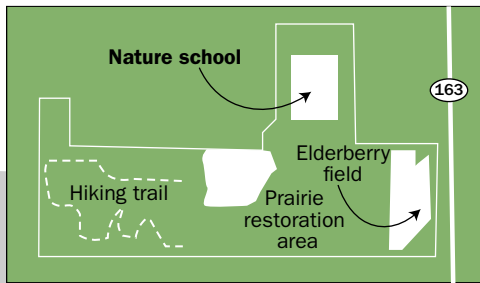 Nature school
163
Elderberry
field
Hiking trail
Prairie
restoration
area